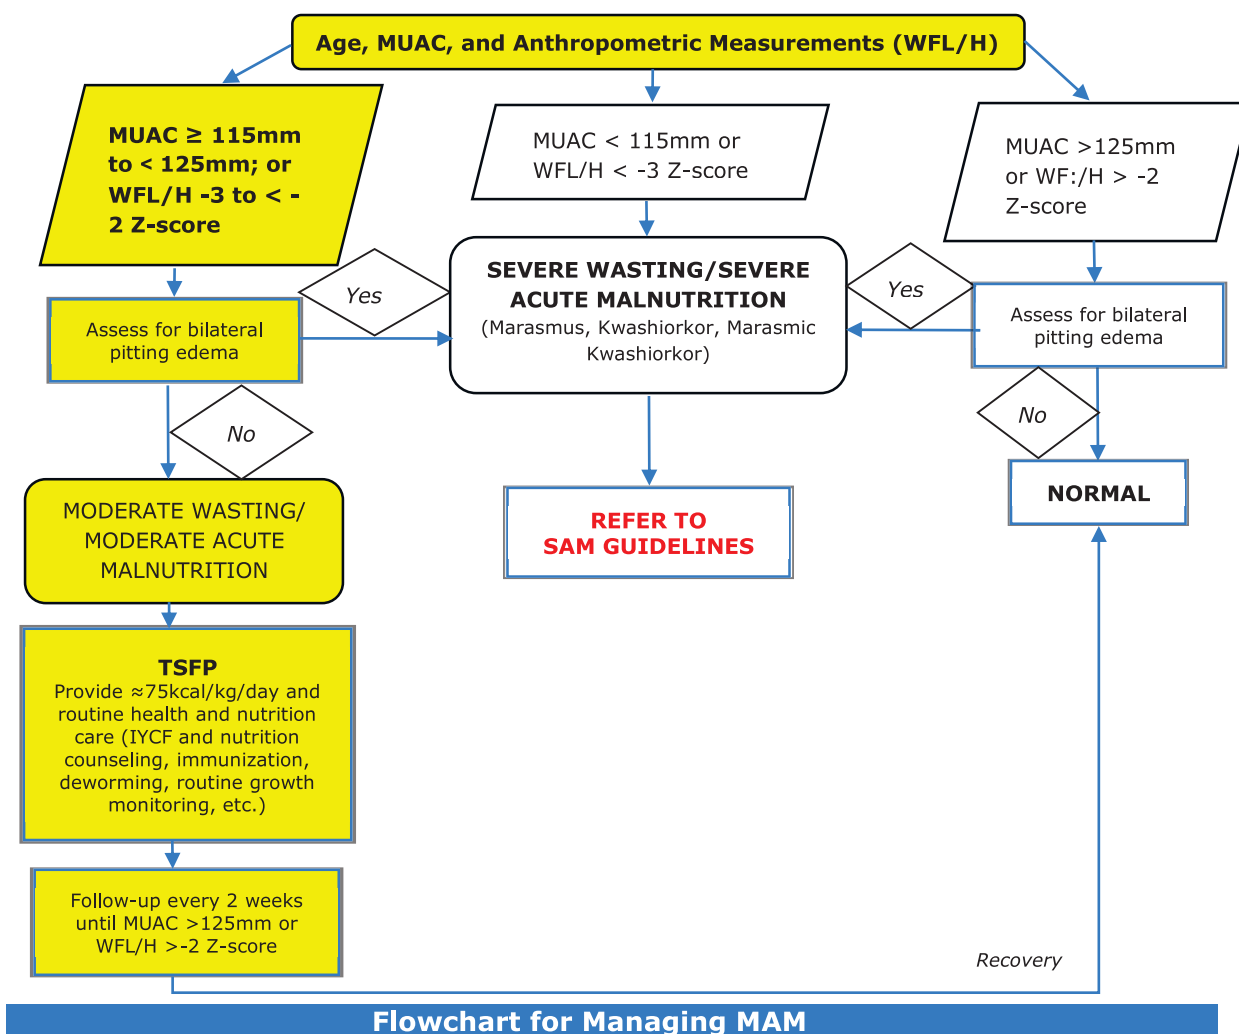 Age, MUAC, and Anthropometric Measurements (WFL/H)
MUAC ≥ 115mm
to < 125mm; or
WFL/H -3 to < -
2 Z-score
MUAC < 115mm or
WFL/H < -3 Z-score
MUAC >125mm
or WF:/H > -2
Z-score
Assess for bilateral
pitting edema
Yes
SEVERE WASTING/SEVERE
ACUTE MALNUTRITION
(Marasmus, Kwashiorkor, Marasmic
Kwashiorkor)
Yes
Assess for bilateral
pitting edema
No
No
MODERATE WASTING/
MODERATE ACUTE
MALNUTRITION
REFER TO
SAM GUIDELINES
NORMAL
TSFP
Provide ≈75kcal/kg/day and
routine health and nutrition
care (IYCF and nutrition
counseling, immunization,
deworming, routine growth
monitoring, etc.)
Follow-up every 2 weeks
until MUAC >125mm or
WFL/H >-2 Z-score
Recovery
Flowchart for Managing MAM